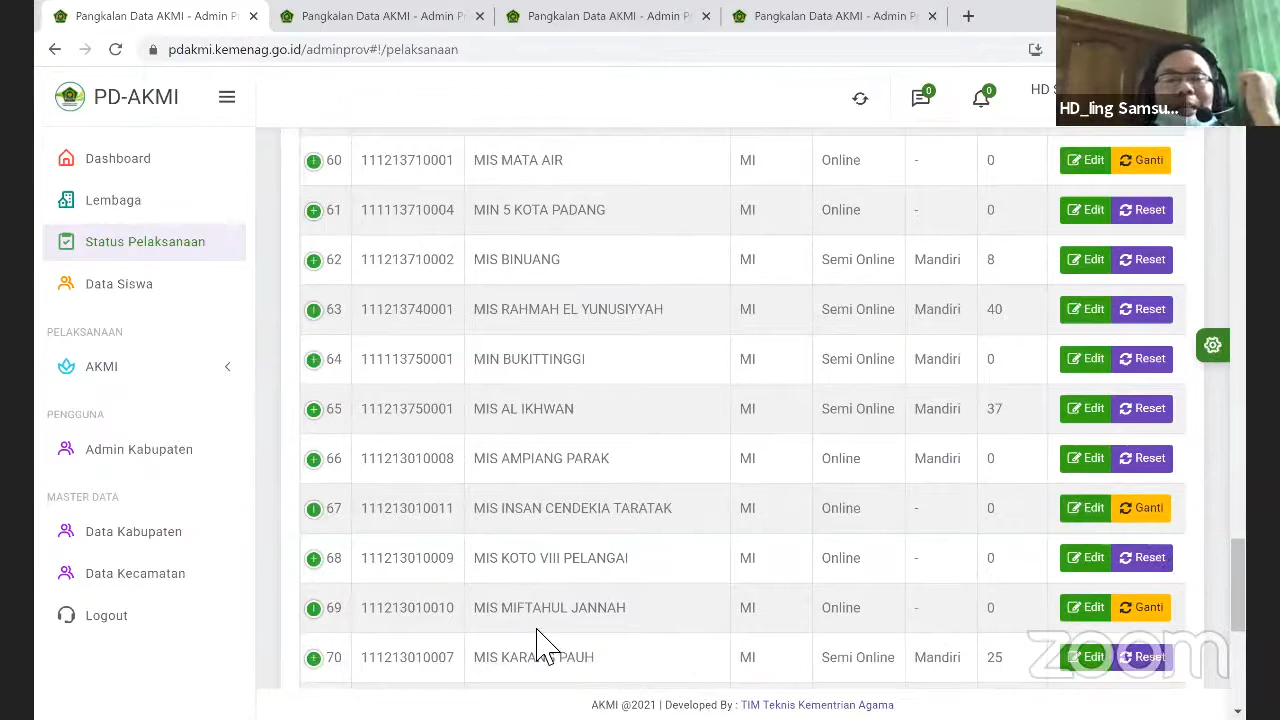 Pangkalan Data AKMI - Admin P
Pangkalan Data AKMI - Admin P
Pangkalan Data AKMI - Admin P
Pangkalan Data AKMI - Admin P
pdakmi.kemenag.go.id/adminprov#!/pelaksanaan
PD-AKMI
0
0
HD S
HD_Iing Samsu...
Dashboard
Lembaga
Status Pelaksanaan
Data Siswa
PELAKSANAAN
AKMI
PENGGUNA
Admin Kabupaten
MASTER DATA
Data Kabupaten
Data Kecamatan
Logout
60 111213710001 MIS MATA AIR MI Online - 0 Edit Ganti
61 111113710004 MIN 5 KOTA PADANG MI Online - 0 Edit Reset
62 111213710002 MIS BINUANG MI Semi Online Mandiri 8 Edit Reset
63 MIS RAHMAH EL YUNUSIYYAH MI Semi Online Mandiri 40 Edit Reset
64 111113750001 MI Semi Online Mandiri 0 Edit Reset
65 MIS AL IKHWAN MI Semi Online Mandiri 37 Edit Reset
66 111213010008 MIS AMPIANG PARAK MI Online Mandiri 0 Edit Reset
67 111213010011 MIS INSAN CENDEKIA TARATAK MI Online - 0 Edit Ganti
68 111213010009 MIS KOTO VIII PELANGAI MI Online - 0 Edit Reset
69 111213010010 MIS MIFTAHUL JANNAH MI Online - 0 Edit Ganti
70 111213010007 MIS PAUH MI Semi Online Mandiri 25 Edit Reset
zoom
AKMI @2021 | Developed By : TIM Teknis Kementrian Agama